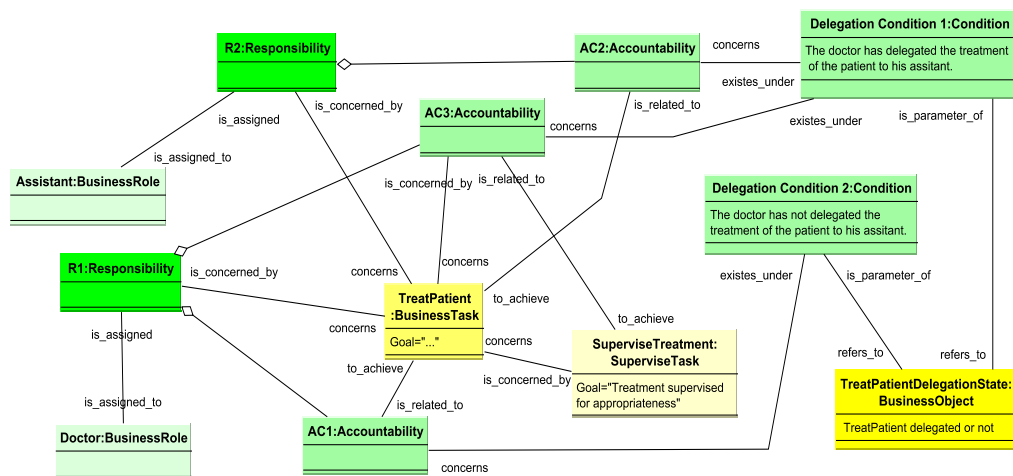 Delegation Condition 1:Condition
The doctor has delegated the treatment
of the patient to his assitant.
R2:Responsibility
AC2:Accountability
concerns
existes_under
is_concerned_by
is_related_to
is_assigned
AC3:Accountability
concerns
existes_under
is_parameter_of
is_assigned_to
Assistant:BusinessRole
is_concerned_by
is_related_to
Delegation Condition 2:Condition
The doctor has not delegated the
treatment of the patient to his assitant.
R1:Responsibility
is_concerned_by
concerns
concerns
existes_under
is_parameter_of
TreatPatient
:BusinessTask
Goal="..."
to_achieve
to_achieve
is_assigned
concerns
concerns
SuperviseTreatment:
SuperviseTask
Goal="Treatment supervised
for appropriateness"
refers_to
refers_to
to_achieve
is_concerned_by
TreatPatientDelegationState:
BusinessObject
TreatPatient delegated or not
is_assigned_to
is_related_to
Doctor:BusinessRole
AC1:Accountability
concerns